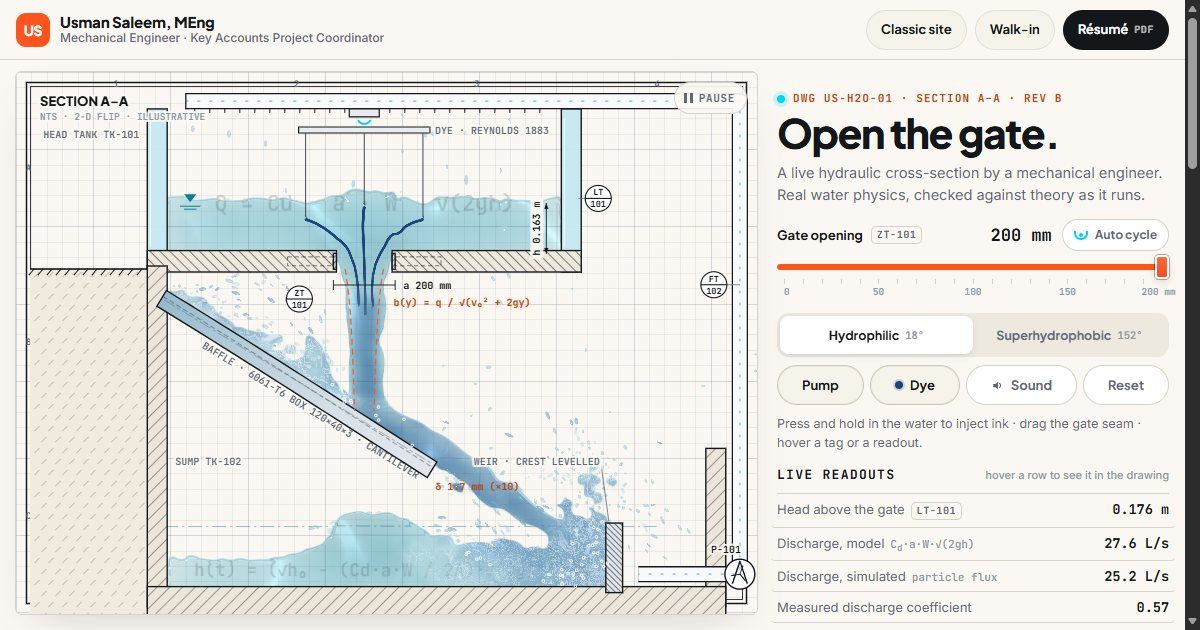 US
Usman Saleem, MEng
Mechanical Engineer · Key Accounts Project Coordinator
Classic site
Walk-in
Résumé PDF
SECTION A–A
NTS · 2-D FLIP · ILLUSTRATIVE
HEAD TANK TK-101
PAUSE
DYE · REYNOLDS 1883
LT 101
h 0.163 m
ZT 101
a 200 mm
b(y) = q / √(v₀² + 2gy)
FT 102
BAFFLE · 6061-T6 BOX 120×40×3 · CANTILEVER
SUMP TK-102
WEIR · CREST LEVELLED
mm (×10)
P-101
DWG US-H2O-01 · SECTION A–A · REV B
Open the gate.
A live hydraulic cross-section by a mechanical engineer.
Real water physics, checked against theory as it runs.
Gate opening ZT-101 200 mm Auto cycle
0 50 100 150 200 mm
Hydrophilic 18° Superhydrophobic 152°
Pump Dye Sound Reset
Press and hold in the water to inject ink · drag the gate seam ·
hover a tag or a readout.
LIVE READOUTS hover a row to see it in the drawing
Head above the gate LT-101 0.176 m
Discharge, model Cd·a·W·√(2gh) 27.6 L/s
Discharge, simulated particle flux 25.2 L/s
Measured discharge coefficient 0.57